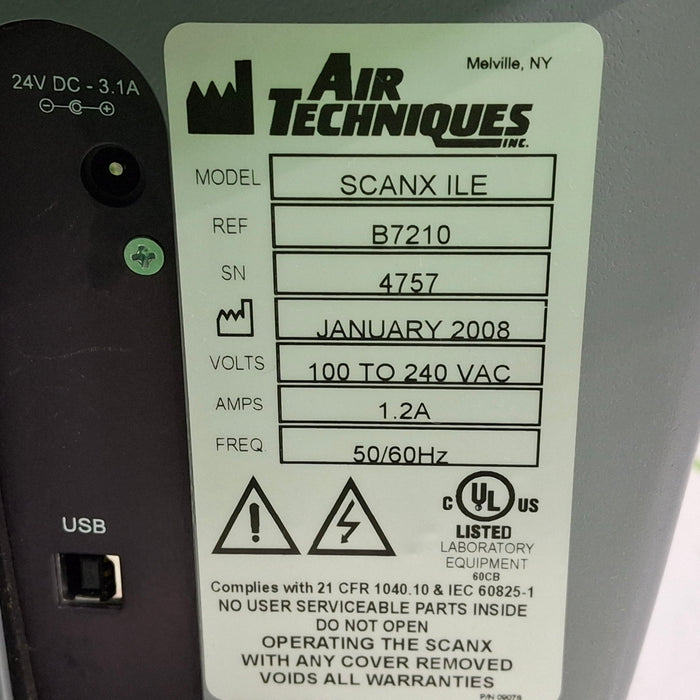 24V DC - 3.1A
Melville, NY
AIR
TECHNIQUES
INC.
MODEL SCANX ILE
REF B7210
SN 4757
JANUARY 2008
VOLTS 100 TO 240 VAC
AMPS 1.2A
FREQ 50/60Hz
USB
C UL US
LISTED
LABORATORY
EQUIPMENT
60CB
Complies with 21 CFR 1040.10 & IEC 60825-1
NO USER SERVICEABLE PARTS INSIDE
DO NOT OPEN
OPERATING THE SCANX
WITH ANY COVER REMOVED
VOIDS ALL WARRANTIES